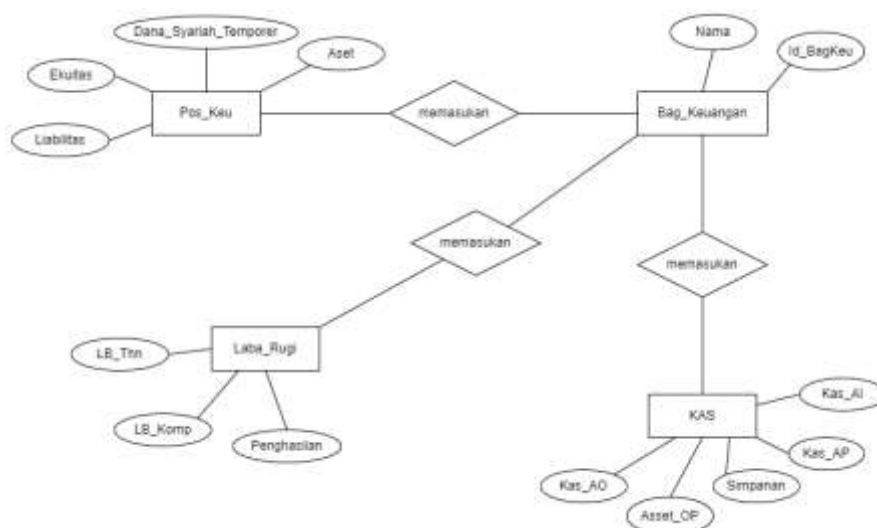 Dana_Syariah_Temporer
Nama
Aset
Id_BagKeu
Ekuitas
Pos_Keu
memasukan
Bag_Keuangan
Liabilitas
memasukan
memasukan
LB_Thn
Laba_Rugi
Kas_AI
KAS
LB_Komp
Penghasilan
Kas_AP
Kas_AO
Simpanan
Asset_OP